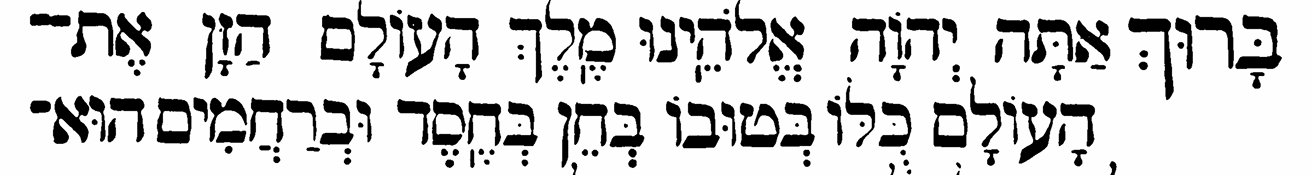 בָּרוּךְ אַתָּה יְהוָֹה אֱלֹהֵינוּ מֶלֶךְ הָעוֹלָם הַזָּן אֶת־
הָעוֹלָם כֻּלּוֹ בְּטוּבוֹ בְּחֵן בְּחֶסֶד וּבְרַחֲמִים הוּא־